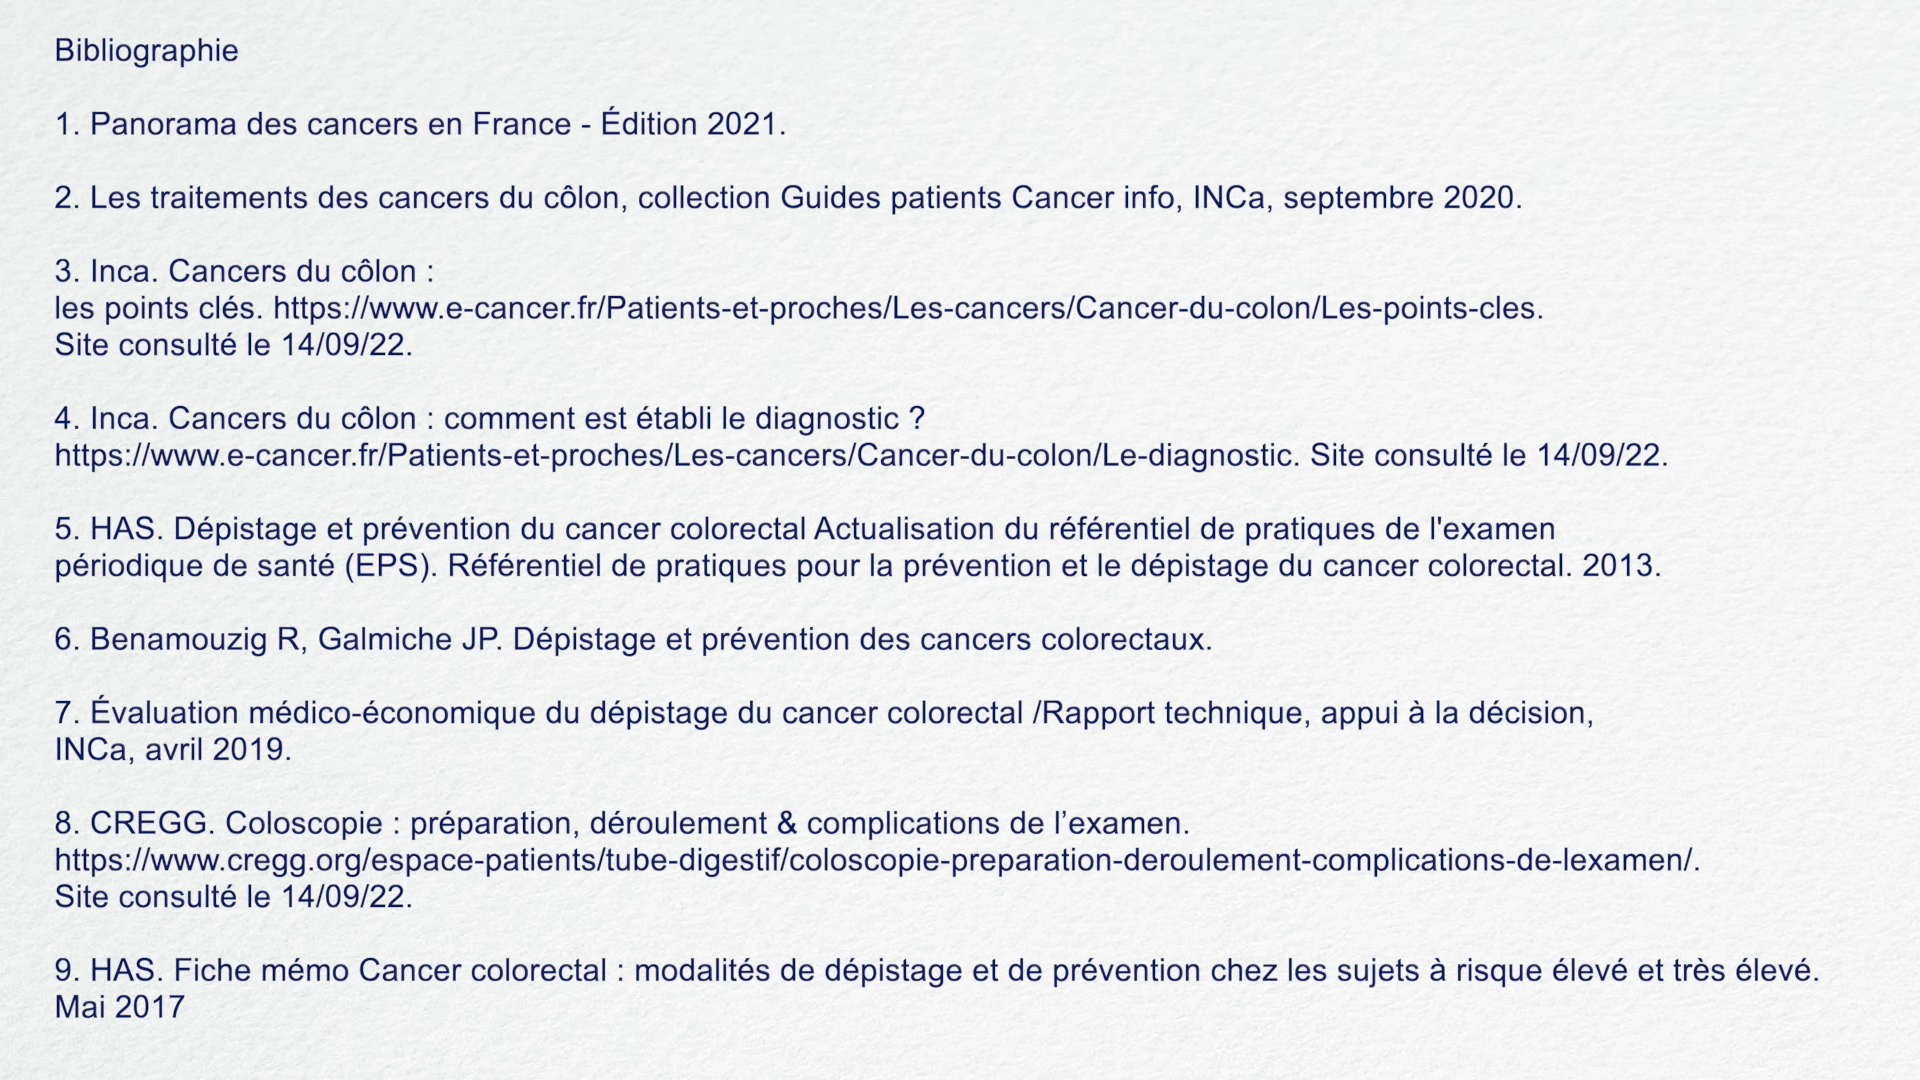 Bibliographie
1. Panorama des cancers en France - Édition 2021.
2. Les traitements des cancers du côlon, collection Guides patients Cancer info, INCa, septembre 2020.
3. Inca. Cancers du côlon :
les points clés. https://www.e-cancer.fr/Patients-et-proches/Les-cancers/Cancer-du-colon/Les-points-cles.
Site consulté le 14/09/22.
4. Inca. Cancers du côlon : comment est établi le diagnostic ?
https://www.e-cancer.fr/Patients-et-proches/Les-cancers/Cancer-du-colon/Le-diagnostic. Site consulté le 14/09/22.
5. HAS. Dépistage et prévention du cancer colorectal Actualisation du référentiel de pratiques de l'examen
périodique de santé (EPS). Référentiel de pratiques pour la prévention et le dépistage du cancer colorectal. 2013.
6. Benamouzig R, Galmiche JP. Dépistage et prévention des cancers colorectaux.
7. Évaluation médico-économique du dépistage du cancer colorectal /Rapport technique, appui à la décision,
INCa, avril 2019.
8. CREGG. Coloscopie : préparation, déroulement & complications de l’examen.
https://www.cregg.org/espace-patients/tube-digestif/coloscopie-preparation-deroulement-complications-de-lexamen/.
Site consulté le 14/09/22.
9. HAS. Fiche mémo Cancer colorectal : modalités de dépistage et de prévention chez les sujets à risque élevé et très élevé.
Mai 2017